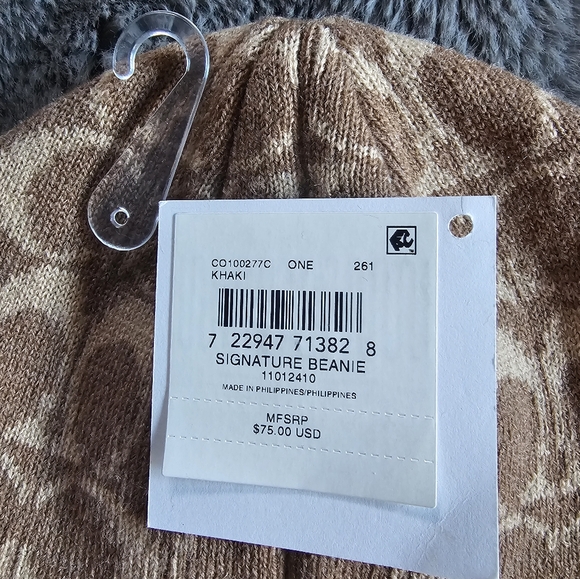 CO100277C ONE 261
KHAKI
7 22947 71382 8
SIGNATURE BEANIE
11012410
MADE IN PHILIPPINES/PHILIPPINES
MFSRP
$75.00 USD